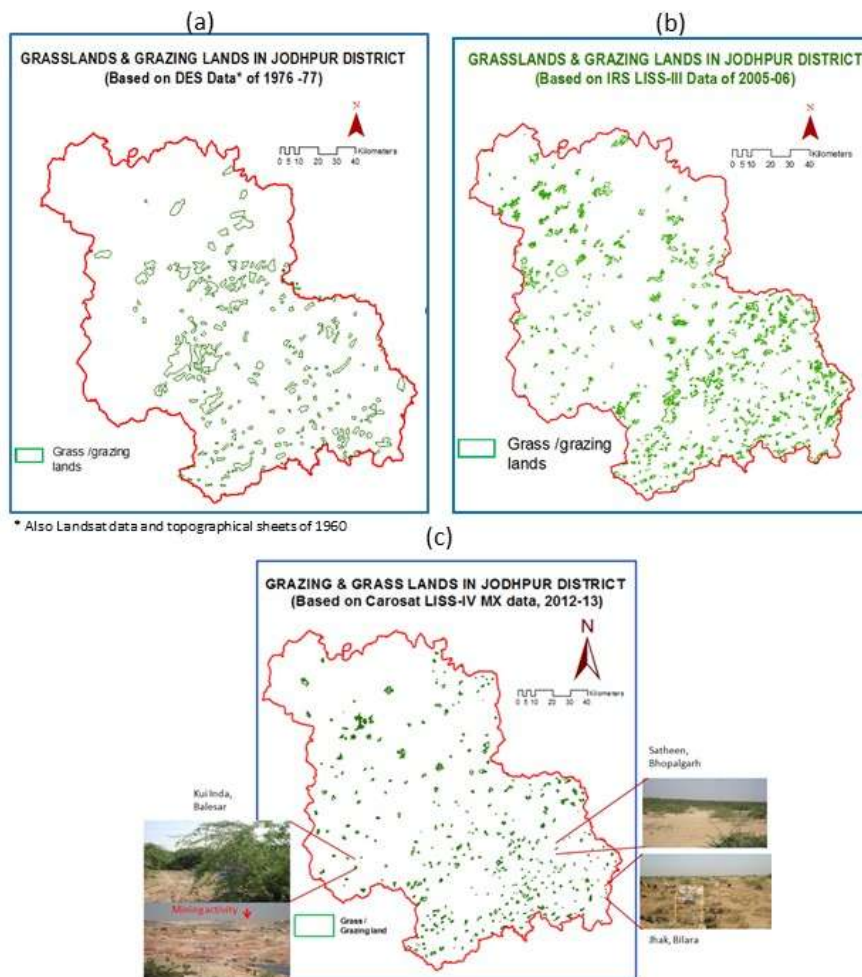 (a)
GRASSLANDS & GRAZING LANDS IN JODHPUR DISTRICT
(Based on DES Data* of 1976 -77)
N
Kilometers
0 5 10 20 30 40
Grass /grazing
lands
* Also Landsat data and topographical sheets of 1960
(b)
GRASSLANDS & GRAZING LANDS IN JODHPUR DISTRICT
(Based on IRS LISS-III Data of 2005-06)
N
Kilometers
0 5 10 20 30 40
Grass /grazing
lands
(c)
GRAZING & GRASS LANDS IN JODHPUR DISTRICT
(Based on Carosat LISS-IV MX data, 2012-13)
N
Kilometers
0 5 10 20 30 40
Satheen,
Bhopalgarh
Kui Inda,
Balesar
Mining activity
Grass /
Grazing land
Jhak, Bilara